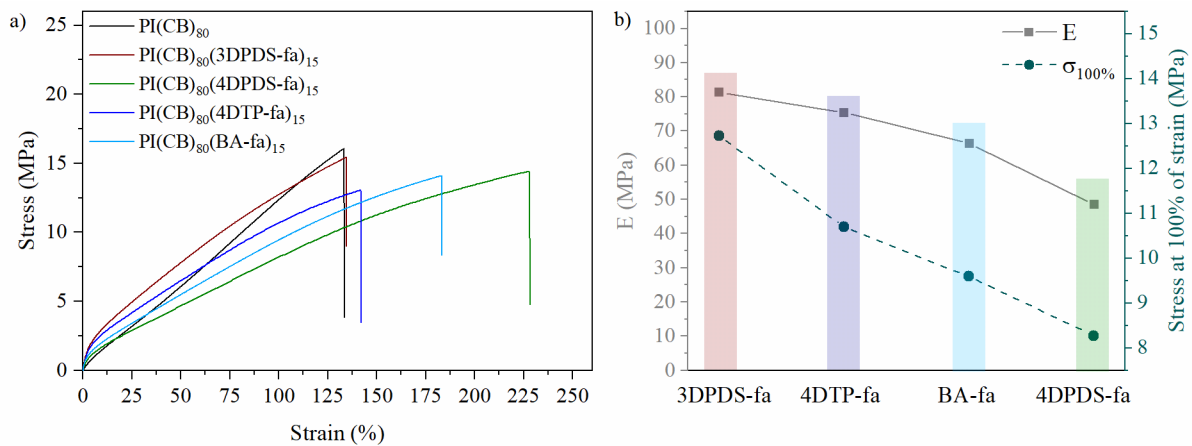 a)
25
20
15
10
5
0
Stress (MPa)
PI(CB)80
PI(CB)80(3DPDS-fa)15
PI(CB)80(4DPDS-fa)15
PI(CB)80(4DTP-fa)15
PI(CB)80(BA-fa)15
0 25 50 75 100 125 150 175 200 225 250
Strain (%)
b)
100
90
80
70
60
50
40
30
20
10
0
E (MPa)
E
σ100%
15
14
13
12
11
10
9
8
Stress at 100% of strain (MPa)
3DPDS-fa 4DTP-fa BA-fa 4DPDS-fa